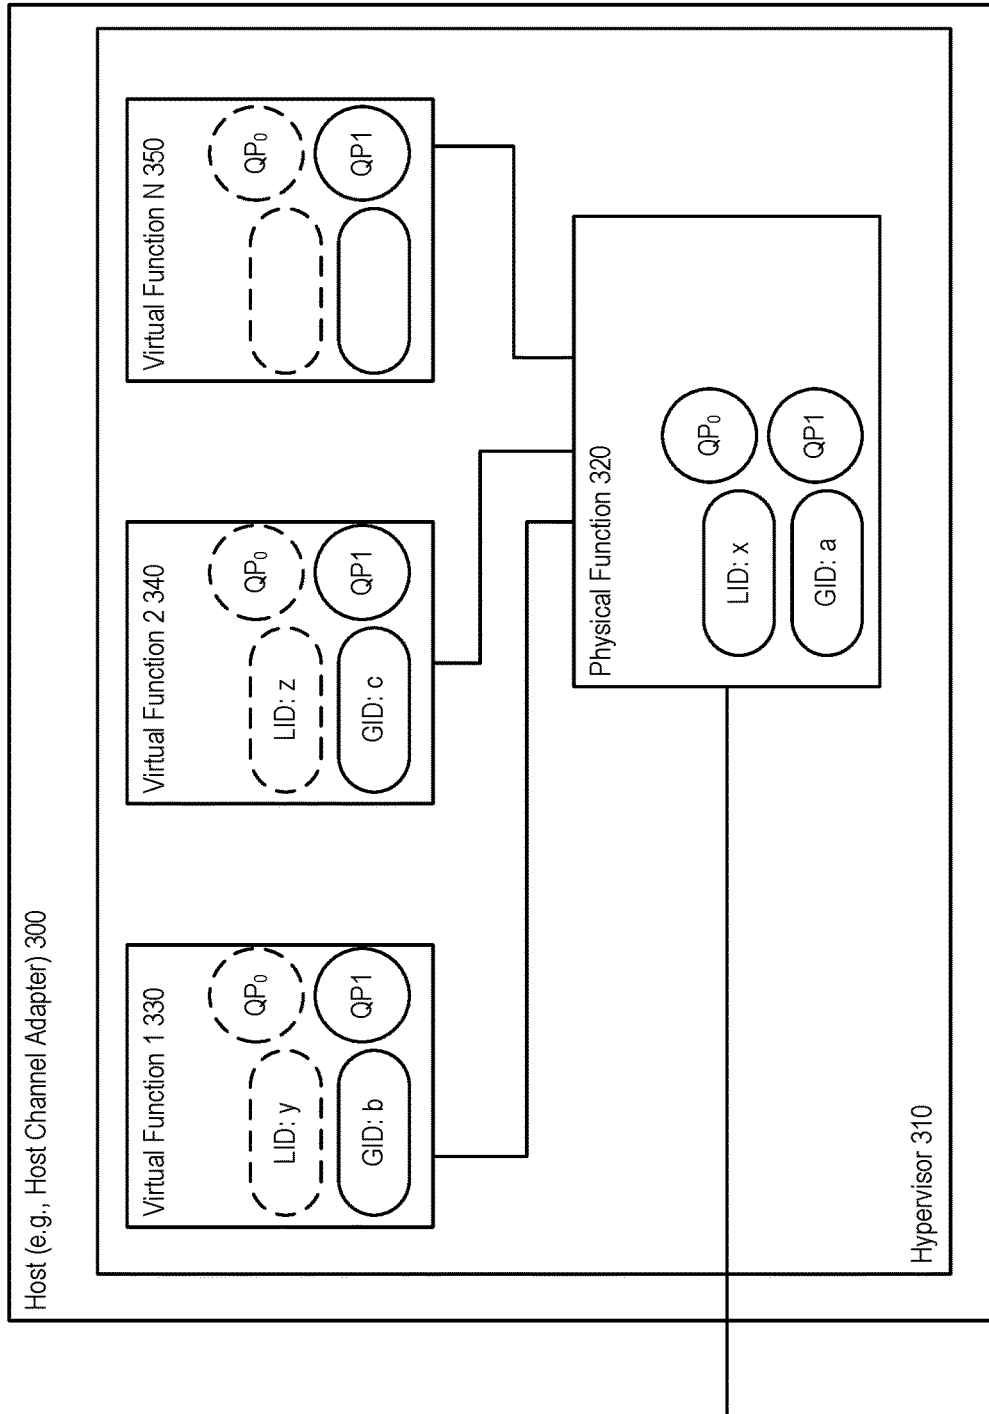 Host (e.g., Host Channel Adapter) 300
Virtual Function 1 330
LID: y
QP0
GID: b
QP1
Virtual Function 2 340
LID: z
QP0
GID: c
QP1
Virtual Function N 350
QP0
QP1
Physical Function 320
LID: x
QP0
GID: a
QP1
Hypervisor 310